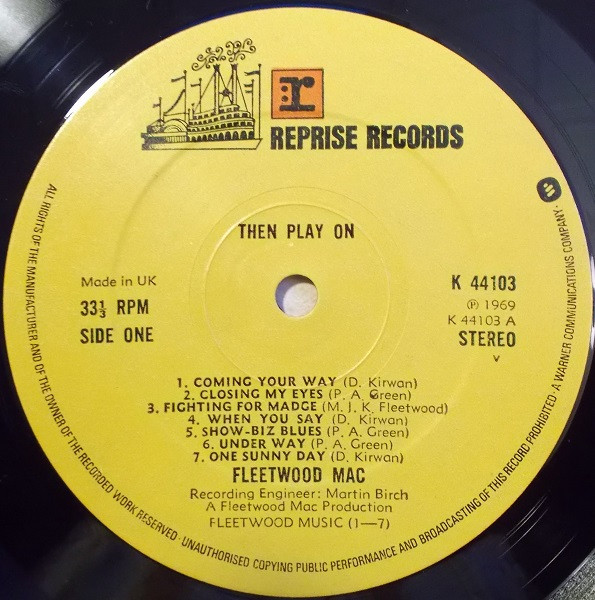 r
REPRISE RECORDS
THEN PLAY ON
Made in UK
33⅓ RPM
SIDE ONE
K 44103
Ⓟ 1969
K 44103 A
STEREO
V
1. COMING YOUR WAY (D. Kirwan)
2. CLOSING MY EYES (P. A. Green)
3. FIGHTING FOR MADGE (M. J. K. Fleetwood)
4. WHEN YOU SAY (D. Kirwan)
5. SHOW-BIZ BLUES (P. A. Green)
6. UNDER WAY (P. A. Green)
7. ONE SUNNY DAY (D. Kirwan)
FLEETWOOD MAC
Recording Engineer: Martin Birch
A Fleetwood Mac Production
FLEETWOOD MUSIC (1—7)
ALL RIGHTS OF THE MANUFACTURER AND OF THE OWNER OF THE RECORDED WORK RESERVED · UNAUTHORISED COPYING PUBLIC PERFORMANCE AND BROADCASTING OF THIS RECORD PROHIBITED · A WARNER COMMUNICATIONS COMPANY ·